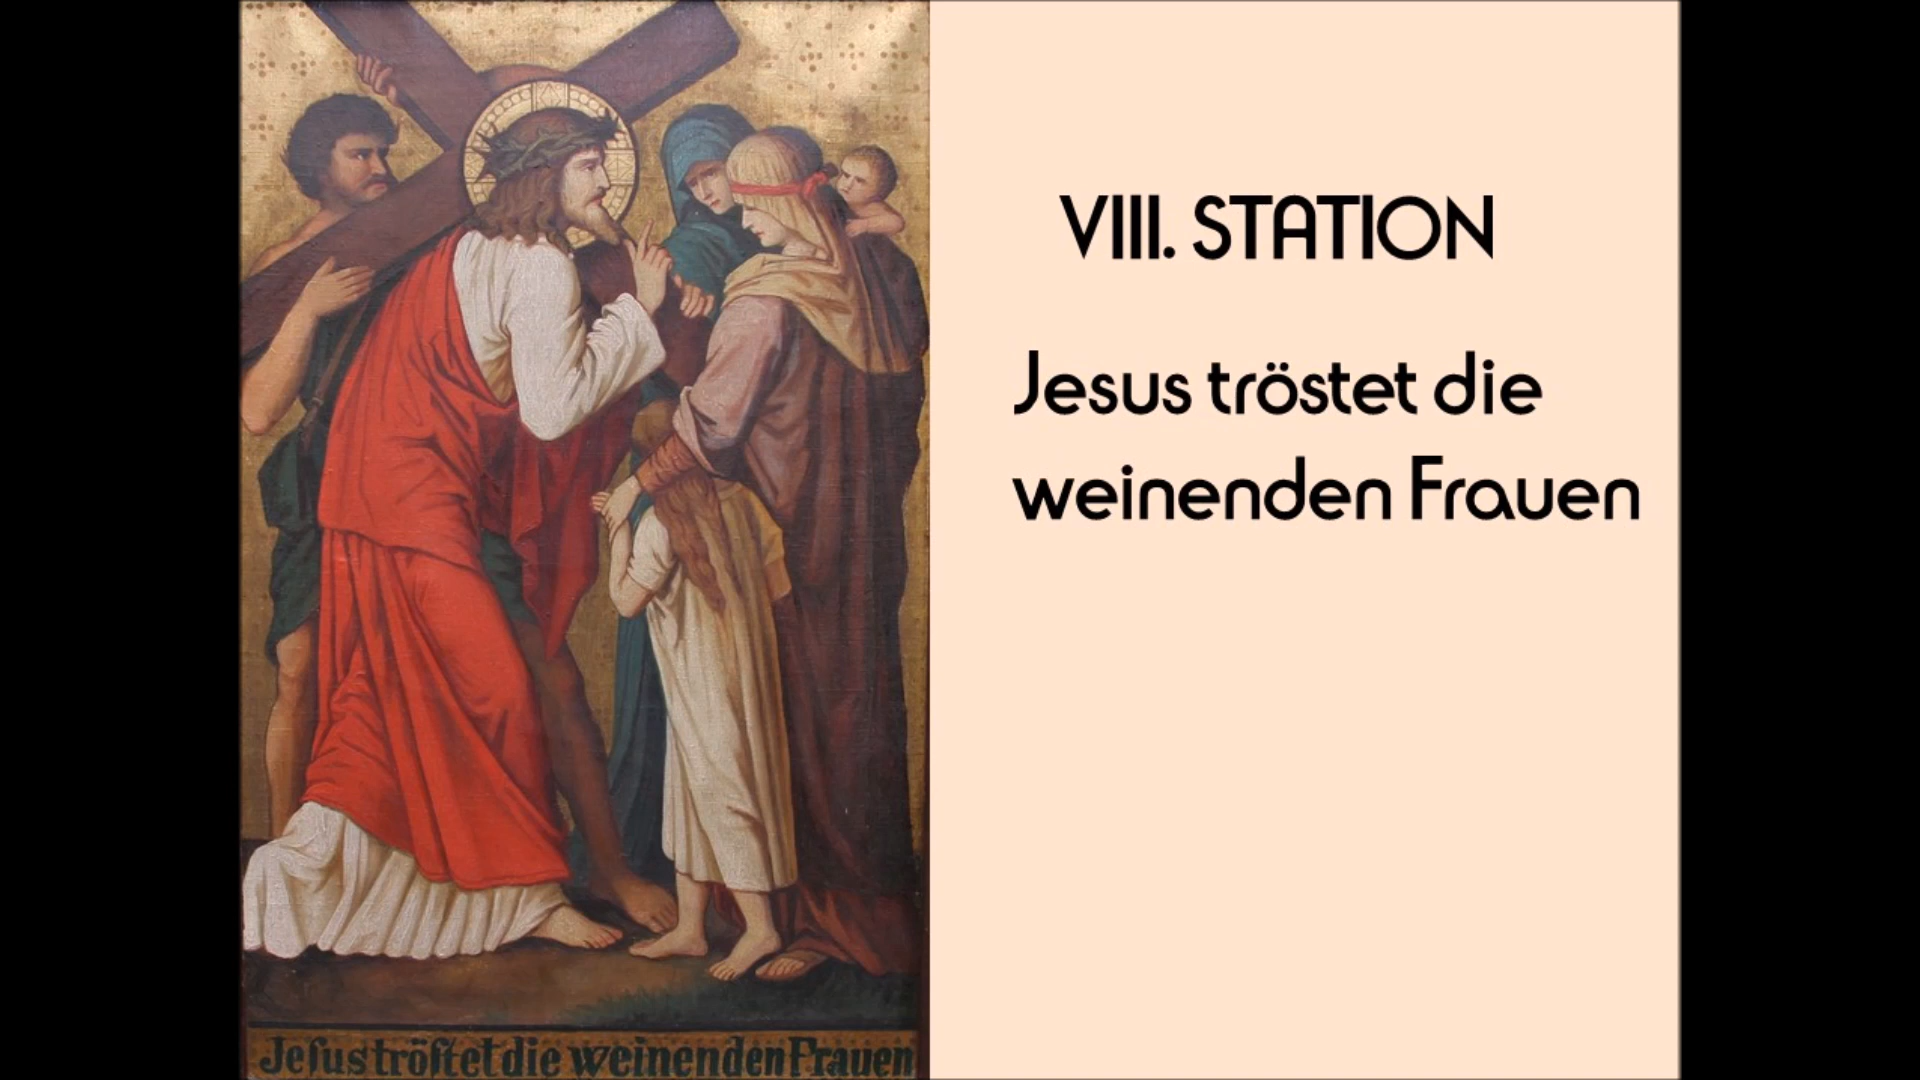 VIII. STATION
Jesus tröstet die
weinenden Frauen
Jeſus tröſtet die weinenden Frauen